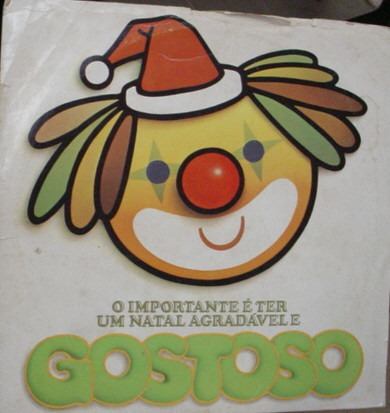 O IMPORTANTE É TER
UM NATAL AGRADÁVEL E
GOSTOSO